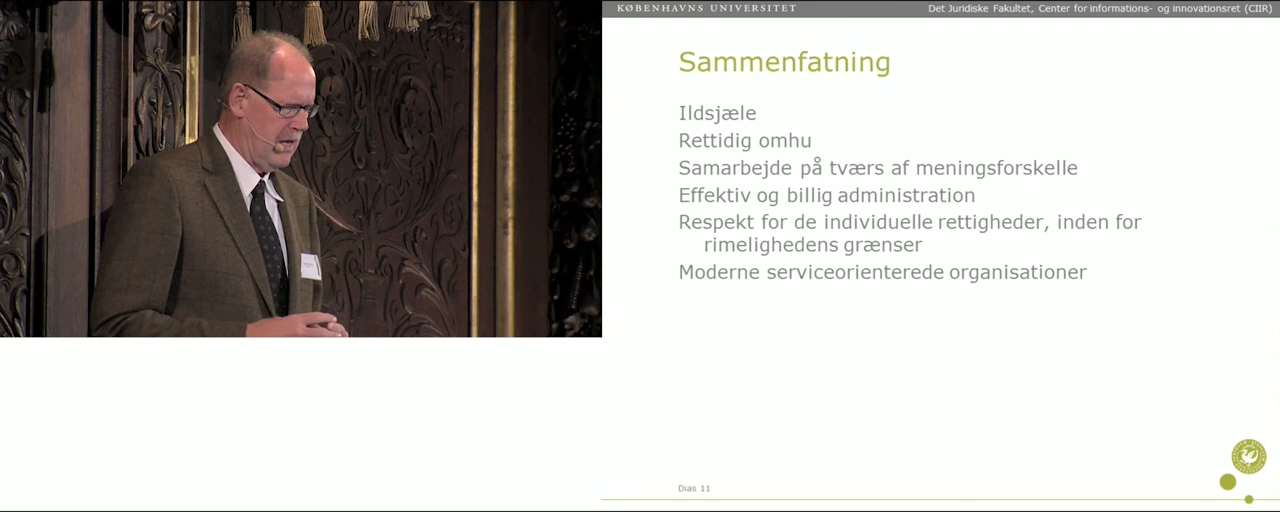 KØBENHAVNS UNIVERSITET
Det Juridiske Fakultet, Center for informations- og innovationsret (CIIR)
Sammenfatning
Ildsjæle
Rettidig omhu
Samarbejde på tværs af meningsforskelle
Effektiv og billig administration
Respekt for de individuelle rettigheder, inden for
rimelighedens grænser
Moderne serviceorienterede organisationer
Dias 11